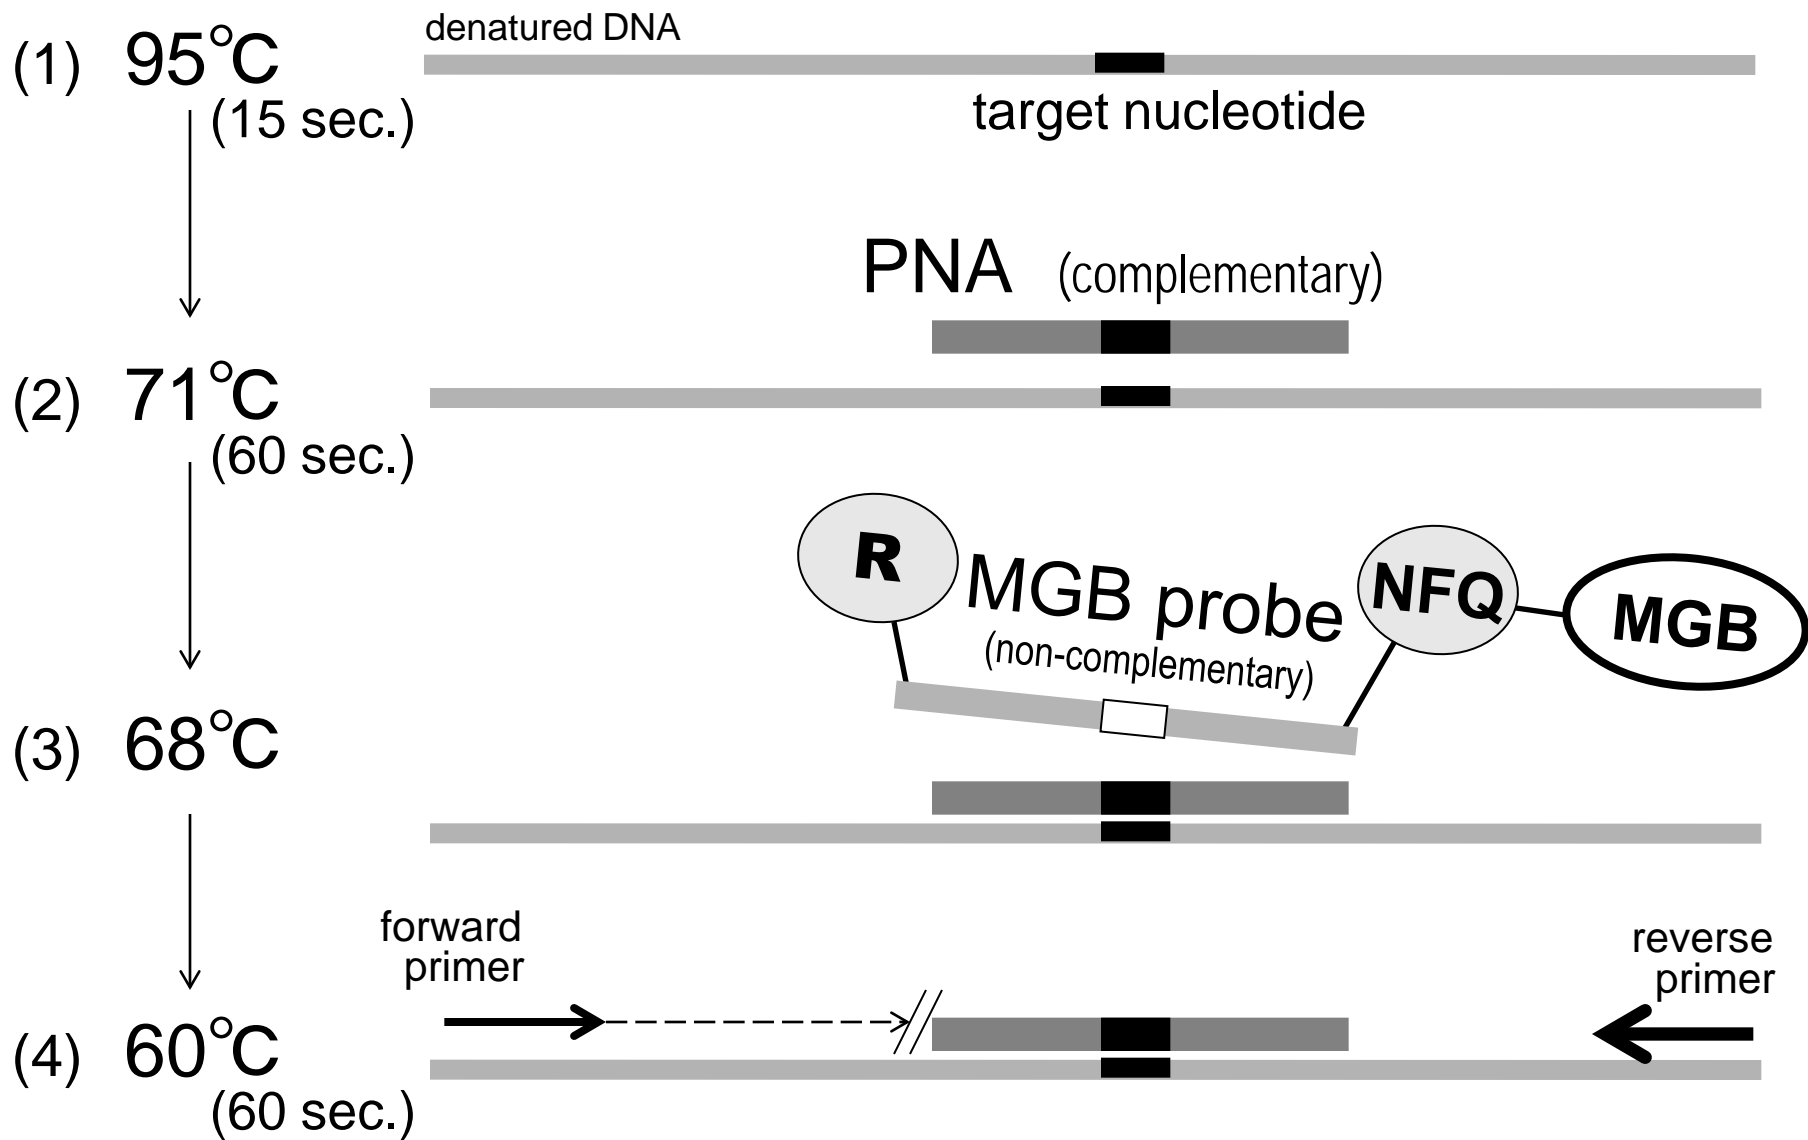 (1) 95℃
denatured DNA
(15 sec.)
target nucleotide
PNA (complementary)
(2) 71℃
(60 sec.)
R
MGB probe
(non-complementary)
NFQ
MGB
(3) 68℃
forward
primer
reverse
primer
(4) 60℃
(60 sec.)